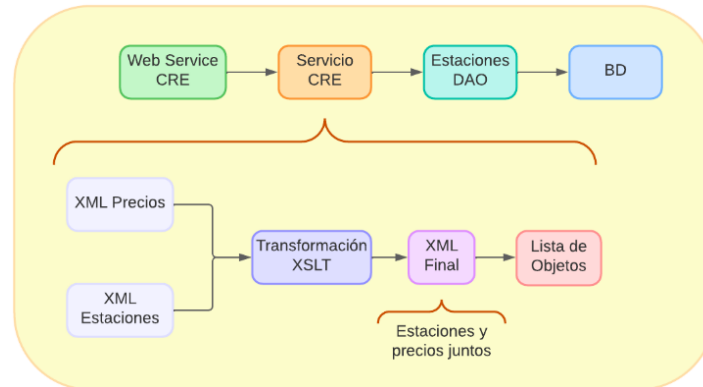 Web Service
CRE
Servicio
CRE
Estaciones
DAO
BD
XML Precios
XML
Estaciones
Transformación
XSLT
XML
Final
Lista de
Objetos
Estaciones y
precios juntos